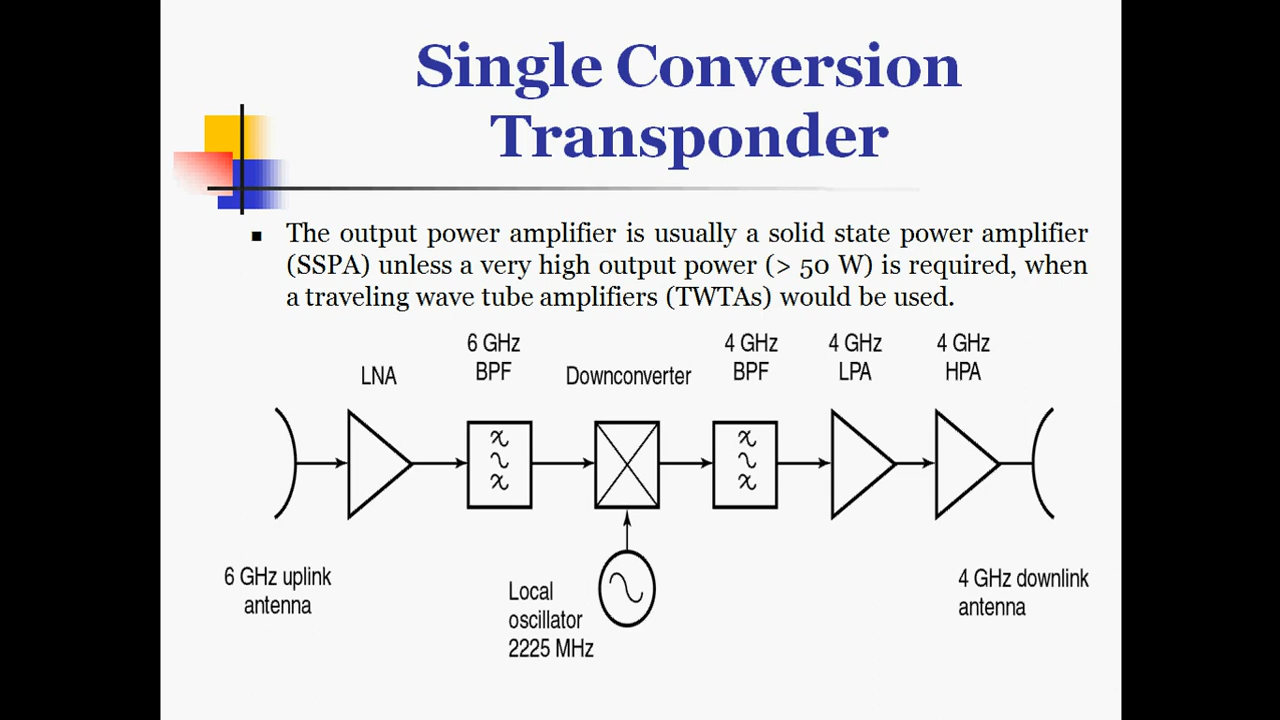 Single Conversion
Transponder
The output power amplifier is usually a solid state power amplifier
(SSPA) unless a very high output power (> 50 W) is required, when
a traveling wave tube amplifiers (TWTAs) would be used.
LNA
6 GHz
BPF
Downconverter
4 GHz
BPF
4 GHz
LPA
4 GHz
HPA
6 GHz uplink
antenna
Local
oscillator
2225 MHz
4 GHz downlink
antenna